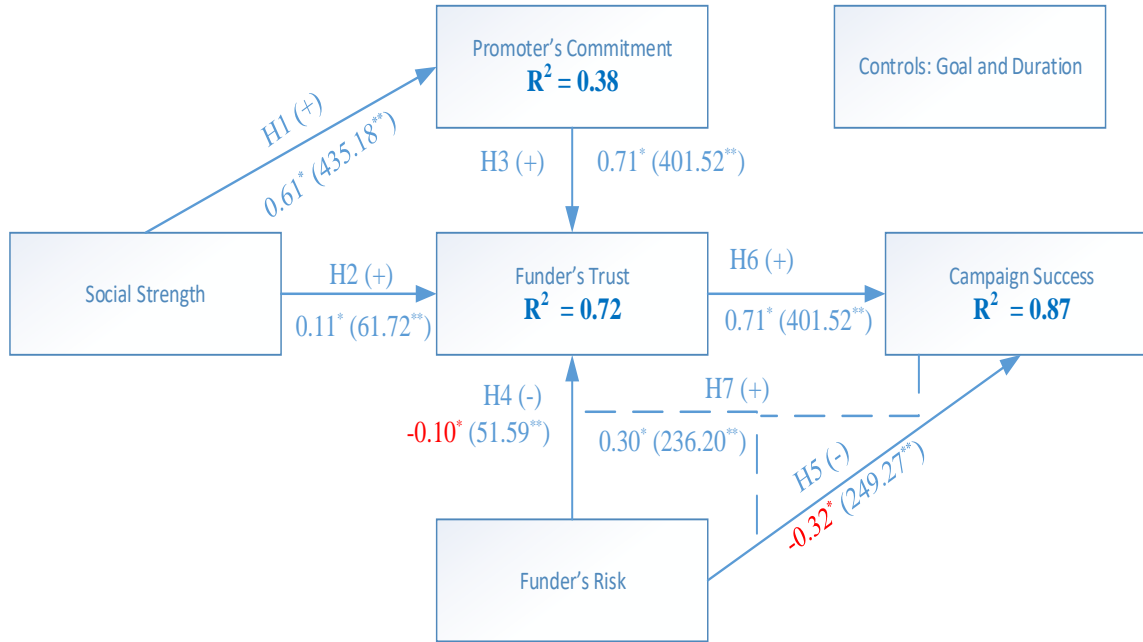 Promoter's Commitment
R² = 0.38
Controls: Goal and Duration
H1 (+)
0.61* (435.18**)
H3 (+)
0.71* (401.52**)
Social Strength
H2 (+)
0.11* (61.72**)
Funder's Trust
R² = 0.72
H6 (+)
0.71* (401.52**)
Campaign Success
R² = 0.87
H4 (-)
-0.10* (51.59**)
H7 (+)
0.30* (236.20**)
H5 (-)
-0.32* (249.27**)
Funder's Risk